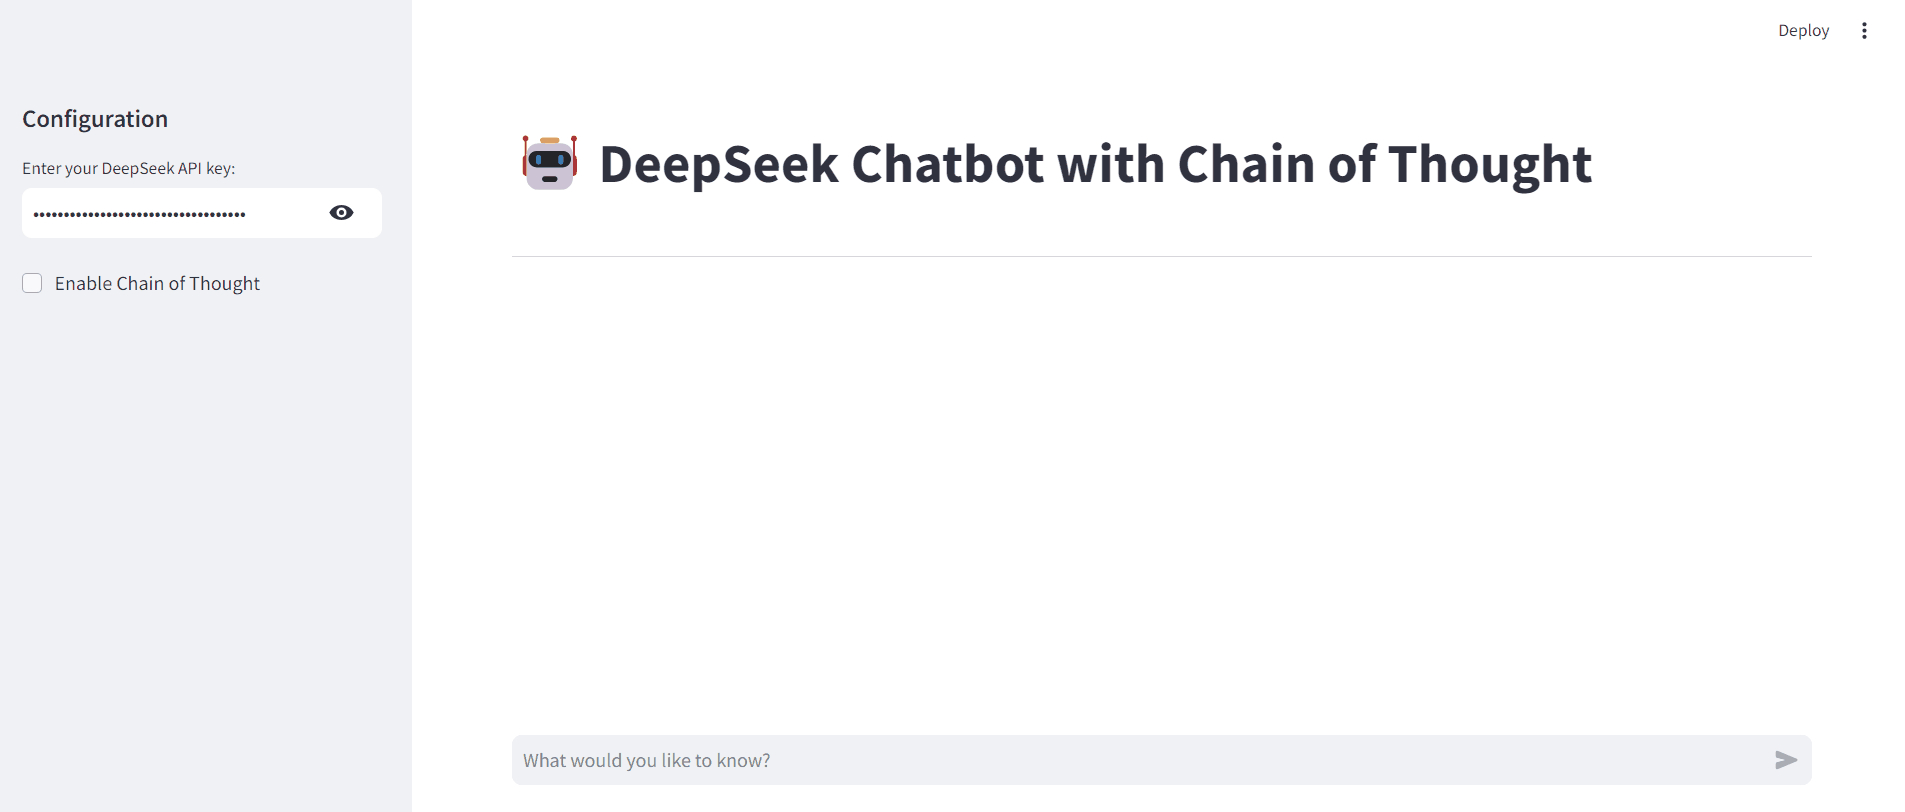 Deploy
Configuration
Enter your DeepSeek API key:
•••••••••••••••••••••••••••••••••••
Enable Chain of Thought
DeepSeek Chatbot with Chain of Thought
What would you like to know?